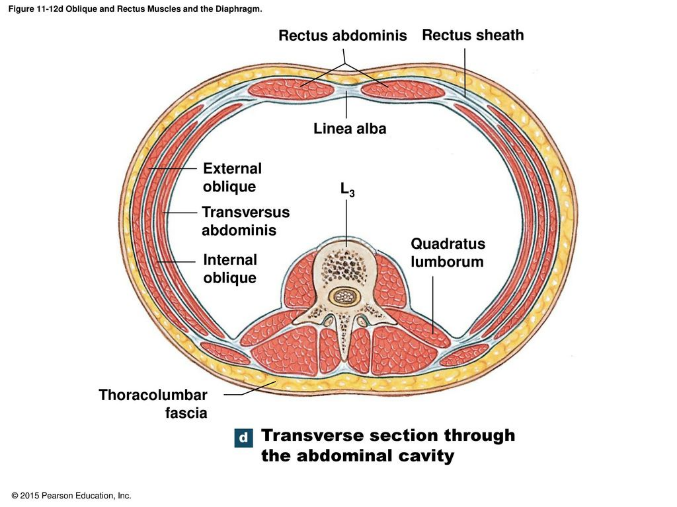 Figure 11-12d Oblique and Rectus Muscles and the Diaphragm.
Rectus abdominis
Rectus sheath
Linea alba
External
oblique
L3
Transversus
abdominis
Quadratus
lumborum
Internal
oblique
Thoracolumbar
fascia
d Transverse section through
the abdominal cavity
© 2015 Pearson Education, Inc.